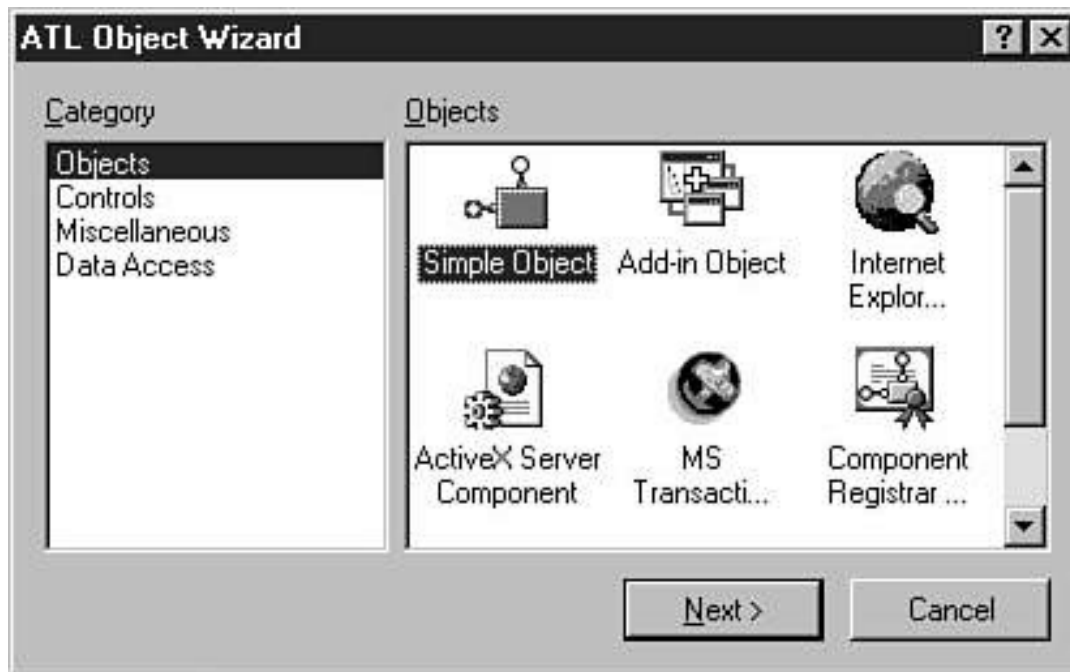 ATL Object Wizard
Category
Objects
Controls
Miscellaneous
Data Access
Objects
Simple Object
Add-in Object
Internet
Explor...
ActiveX Server
Component
MS
Transacti...
Component
Registrar ...
Next >
Cancel